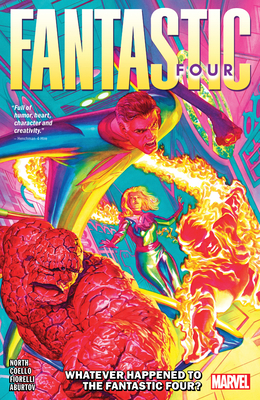 FANTASTIC
FOUR
"Full of
humor, heart,
character and
creativity."
NORTH
COELLO
FIORELLI
ABURTOV
WHATEVER HAPPENED TO
THE FANTASTIC FOUR?
MARVEL